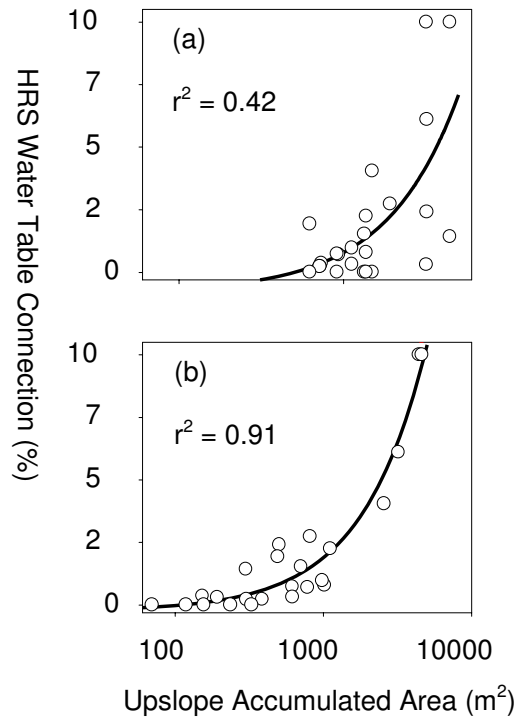 HRS Water Table Connection (%)
(a)
r² = 0.42
10
7
5
2
0
(b)
r² = 0.91
10
7
5
2
0
100 1000 10000
Upslope Accumulated Area (m²)